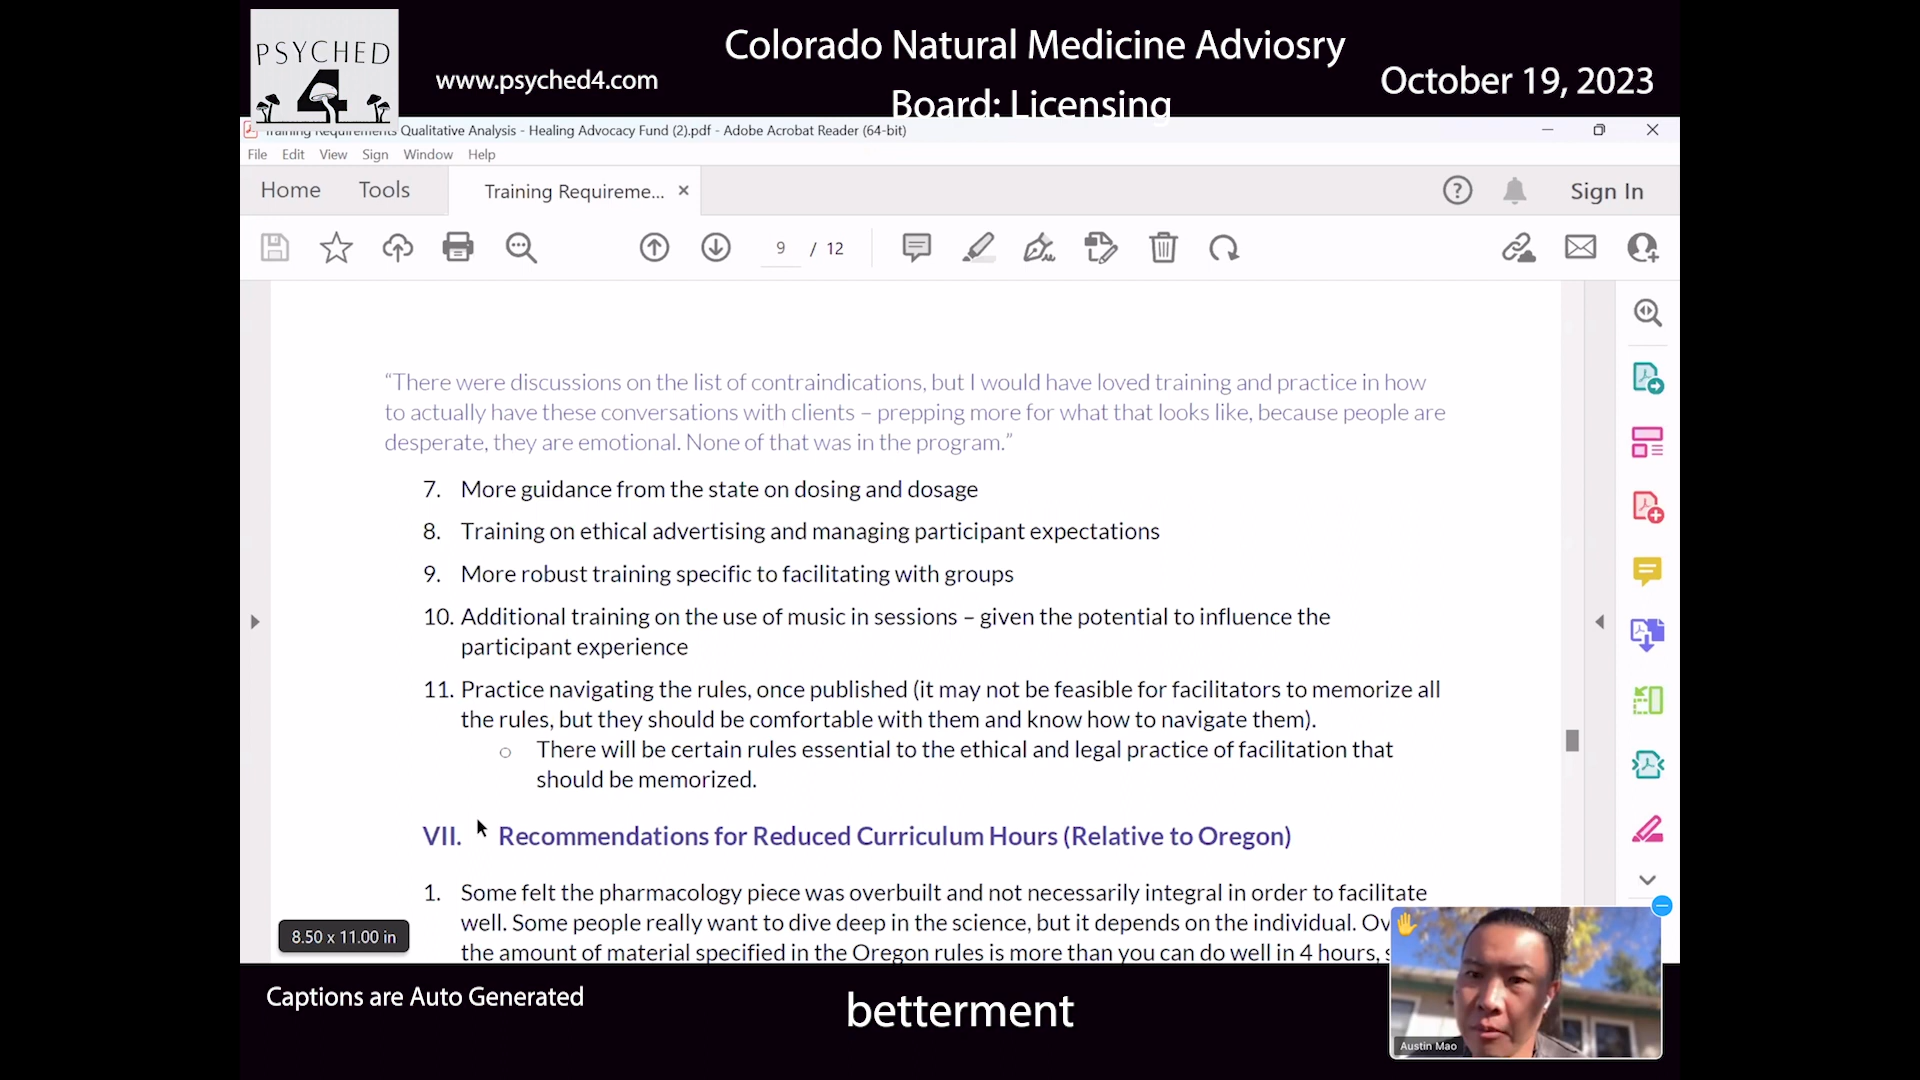 PSYCHED
4
www.psyched4.com
Colorado Natural Medicine Adviosry
Board: Licensing
October 19, 2023
Training Requirements Qualitative Analysis - Healing Advocacy Fund (2).pdf - Adobe Acrobat Reader (64-bit)
File Edit View Sign Window Help
Home Tools Training Requireme... Sign In
9 / 12
“There were discussions on the list of contraindications, but I would have loved training and practice in how
to actually have these conversations with clients – prepping more for what that looks like, because people are
desperate, they are emotional. None of that was in the program.”
7. More guidance from the state on dosing and dosage
8. Training on ethical advertising and managing participant expectations
9. More robust training specific to facilitating with groups
10. Additional training on the use of music in sessions – given the potential to influence the
participant experience
11. Practice navigating the rules, once published (it may not be feasible for facilitators to memorize all
the rules, but they should be comfortable with them and know how to navigate them).
○ There will be certain rules essential to the ethical and legal practice of facilitation that
should be memorized.
VII. Recommendations for Reduced Curriculum Hours (Relative to Oregon)
1. Some felt the pharmacology piece was overbuilt and not necessarily integral in order to facilitate
well. Some people really want to dive deep in the science, but it depends on the individual.
the amount of material specified in the Oregon rules is more than you can do well in 4 hours,
8.50 x 11.00 in
Captions are Auto Generated
betterment
Austin Mao